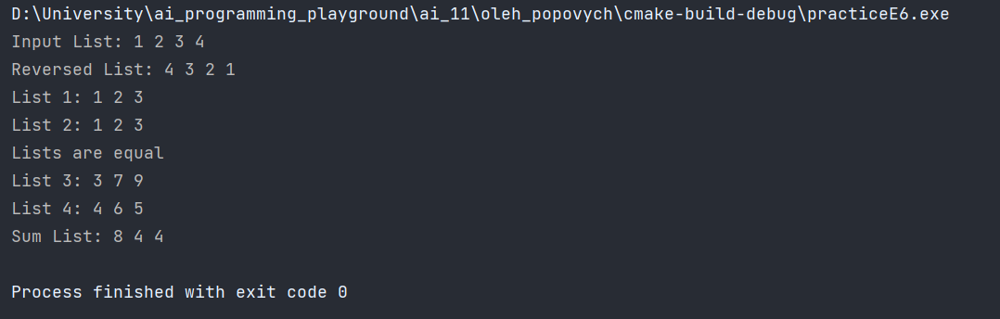 D:\University\ai_programming_playground\ai_11\oleh_popovych\cmake-build-debug\practiceE6.exe
Input List: 1 2 3 4
Reversed List: 4 3 2 1
List 1: 1 2 3
List 2: 1 2 3
Lists are equal
List 3: 3 7 9
List 4: 4 6 5
Sum List: 8 4 4
Process finished with exit code 0